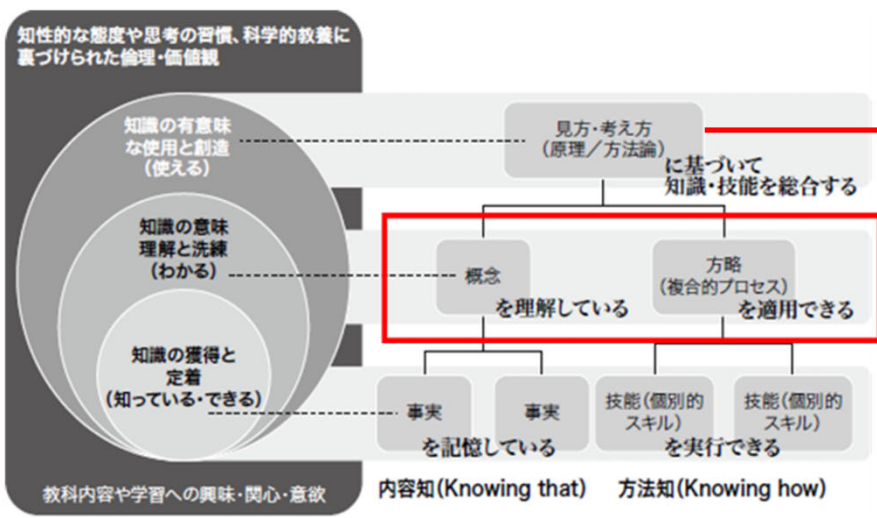 知性的な態度や思考の習慣、科学的教養に
裏づけられた倫理・価値観
知識の有意味
な使用と創造
(使える)
見方・考え方
(原理／方法論)
に基づいて
知識・技能を総合する
知識の意味
理解と洗練
(わかる)
概念
を理解している
方略
(複合的プロセス)
を適用できる
知識の獲得と
定着
(知っている・できる)
事実
事実
を記憶している
技能(個別的
スキル)
技能(個別的
スキル)
を実行できる
教科内容や学習への興味・関心・意欲
内容知(Knowing that)
方法知(Knowing how)